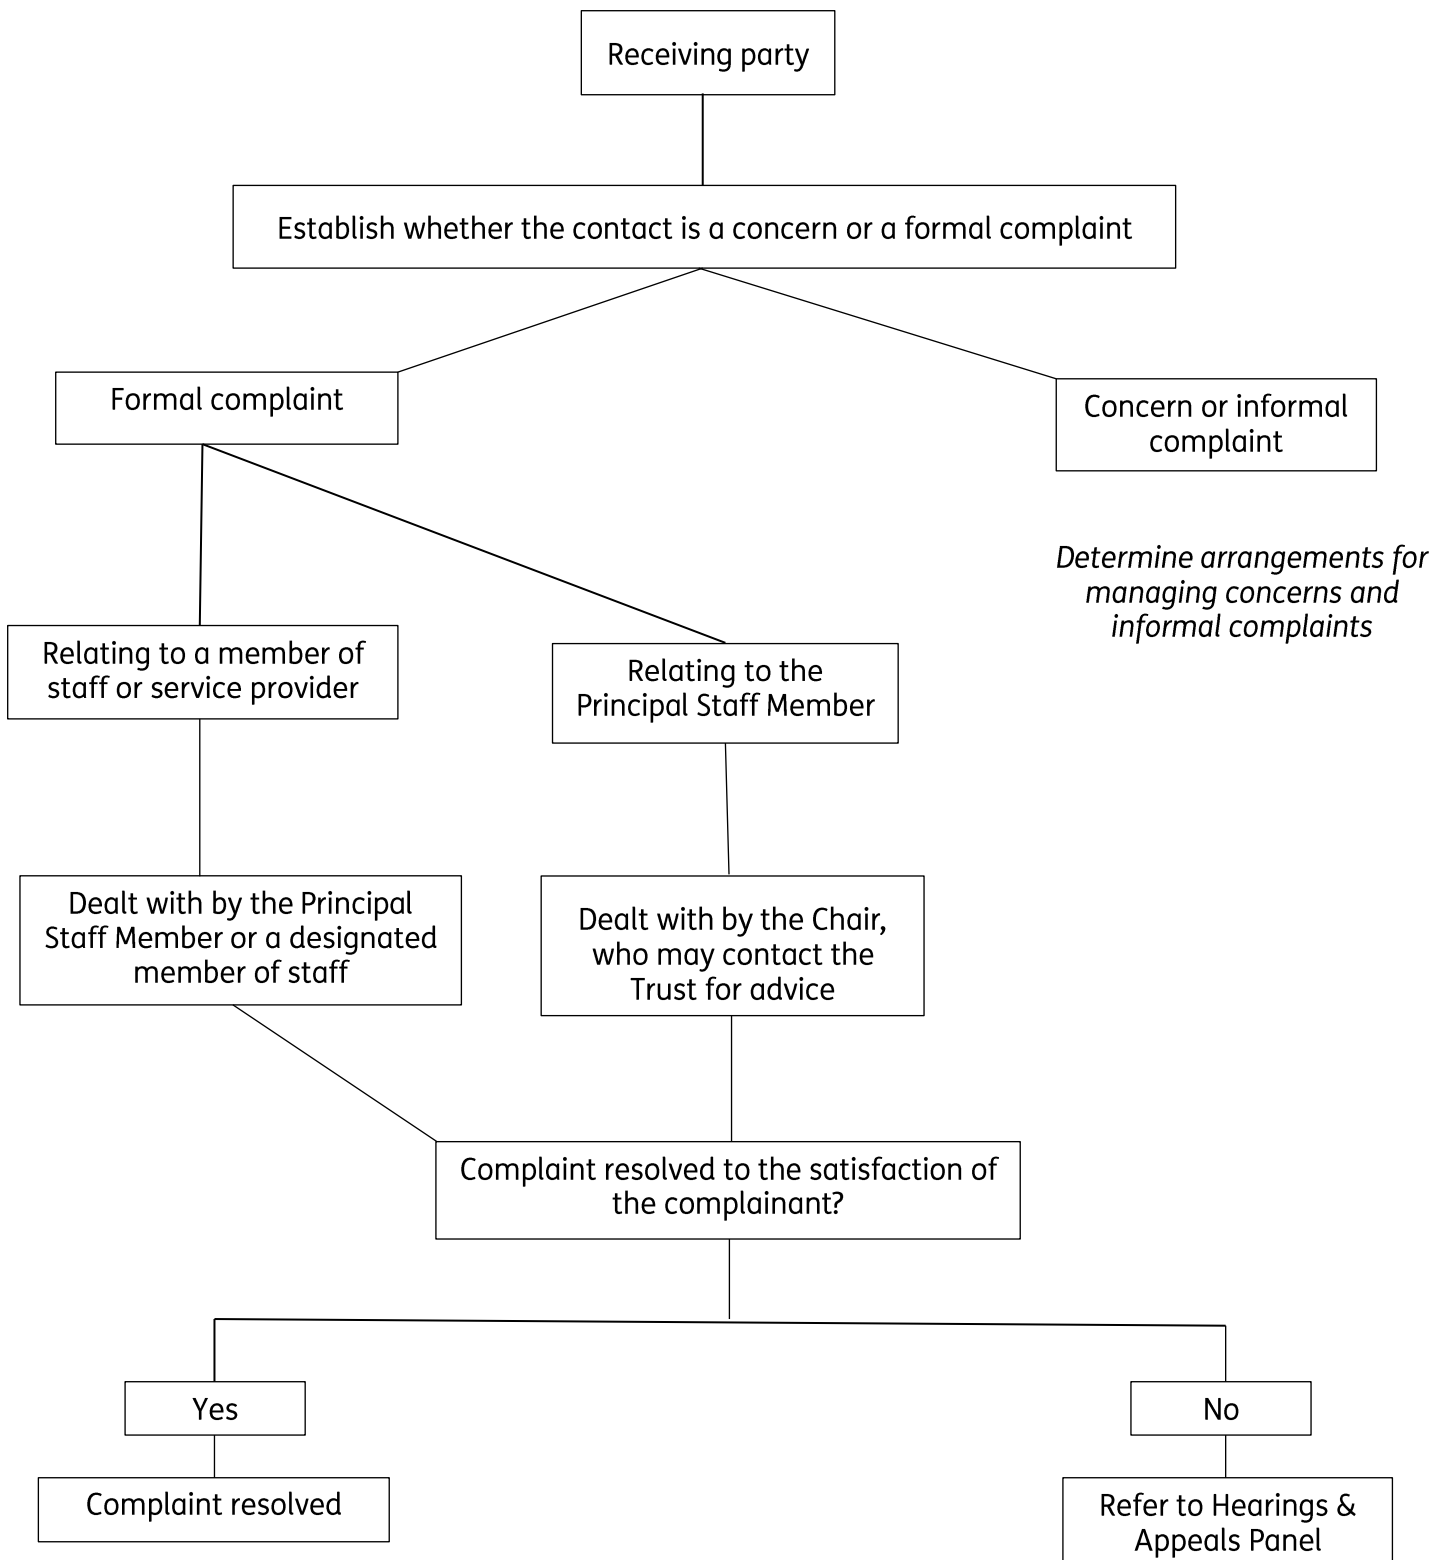 Receiving party
Establish whether the contact is a concern or a formal complaint
Formal complaint
Concern or informal
complaint
Determine arrangements for
managing concerns and
informal complaints
Relating to a member of
staff or service provider
Relating to the
Principal Staff Member
Dealt with by the Principal
Staff Member or a designated
member of staff
Dealt with by the Chair,
who may contact the
Trust for advice
Complaint resolved to the satisfaction of
the complainant?
Yes
No
Complaint resolved
Refer to Hearings &
Appeals Panel